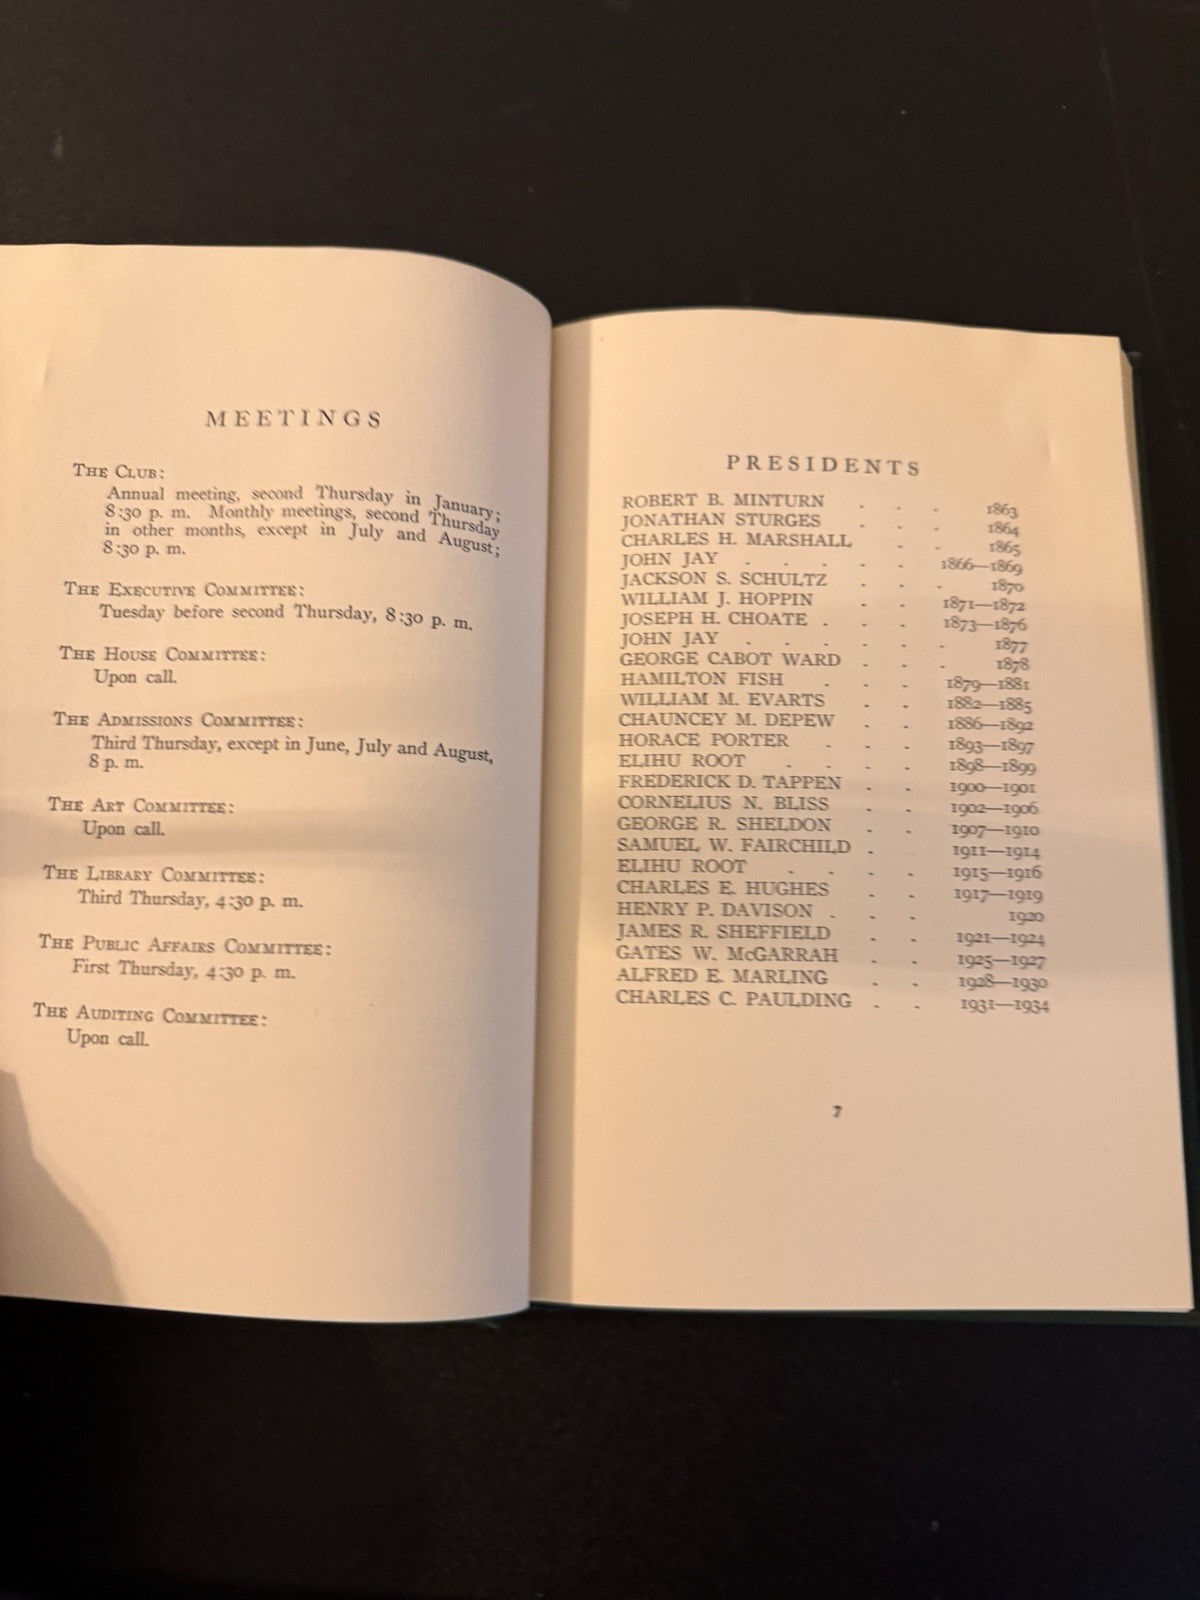 MEETINGS
THE CLUB:
Annual meeting, second Thursday in January;
8:30 p. m. Monthly meetings, second Thursday
in other months, except in July and August;
8:30 p. m.
THE EXECUTIVE COMMITTEE:
Tuesday before second Thursday, 8:30 p. m.
THE HOUSE COMMITTEE:
Upon call.
THE ADMISSIONS COMMITTEE:
Third Thursday, except in June, July and August,
8 p. m.
THE ART COMMITTEE:
Upon call.
THE LIBRARY COMMITTEE:
Third Thursday, 4:30 p. m.
THE PUBLIC AFFAIRS COMMITTEE:
First Thursday, 4:30 p. m.
THE AUDITING COMMITTEE:
Upon call.
PRESIDENTS
ROBERT B. MINTURN . . . 1863
JONATHAN STURGES . . . 1864
CHARLES H. MARSHALL . . 1865
JOHN JAY . . . . . 1866—1869
JACKSON S. SCHULTZ . . . 1870
WILLIAM J. HOPPIN . . 1871—1872
JOSEPH H. CHOATE . . . 1873—1876
JOHN JAY . . . . . . 1877
GEORGE CABOT WARD . . . 1878
HAMILTON FISH . . . 1879—1881
WILLIAM M. EVARTS . . 1882—1885
CHAUNCEY M. DEPEW . . 1886—1892
HORACE PORTER . . . 1893—1897
ELIHU ROOT . . . . 1898—1899
FREDERICK D. TAPPEN . . 1900—1901
CORNELIUS N. BLISS . . 1902—1906
GEORGE R. SHELDON . . 1907—1910
SAMUEL W. FAIRCHILD . . 1911—1914
ELIHU ROOT . . . . 1915—1916
CHARLES E. HUGHES . . 1917—1919
HENRY P. DAVISON . . . 1920
JAMES R. SHEFFIELD . . 1921—1924
GATES W. McGARRAH . . 1925—1927
ALFRED E. MARLING . . 1928—1930
CHARLES C. PAULDING . . 1931—1934
7